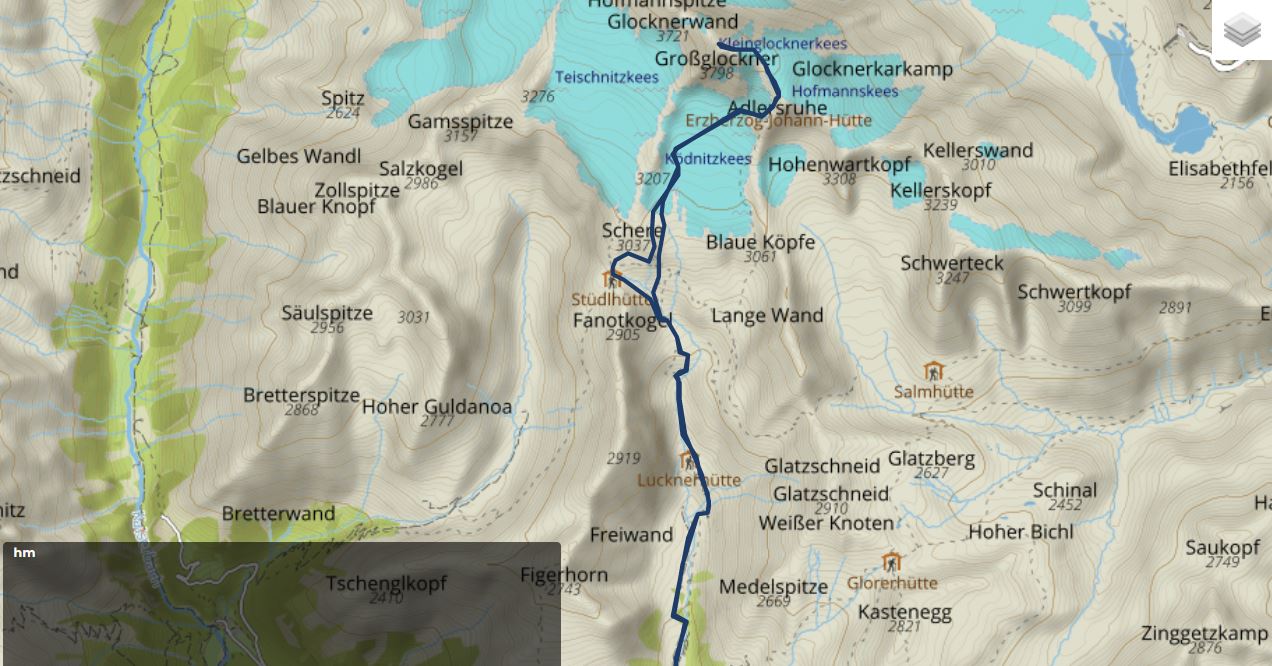 Hofmannspitze
Glocknerwand
3721
Kleinglocknerkees
Großglockner
3798
Teischnitzkees
Glocknerkarkamp
Hofmannskees
Spitz
2624
3276
Adlersruhe
Erzherzog-Johann-Hütte
Gamsspitze
3157
Gelbes Wandl
Salzkogel
2986
Ködnitzkees
Hohenwartkopf
3308
Kellerswand
3010
Elisabethfel
2156
tzschneid
Zollspitze
Blauer Knopf
3207
Kellerskopf
3239
Schere
3037
Blaue Köpfe
3061
Schwerteck
3247
nd
Stüdlhütte
Schwertkopf
3099
2891
Säulspitze
2956
3031
Fanotkogel
2905
Lange Wand
E
Salmhütte
Bretterspitze
2868
Hoher Guldanoa
2777
2919
Lucknerhütte
Glatzschneid
Glatzberg
2627
Glatzschneid
2910
Schinal
2452
nitz
Bretterwand
Weißer Knoten
Hoher Bichl
Freiwand
Saukopf
2749
hm
Tschenglkopf
2410
Figerhorn
2743
Medelspitze
2669
Glorerhütte
Kastenegg
2821
Zinggetzkamp
2876